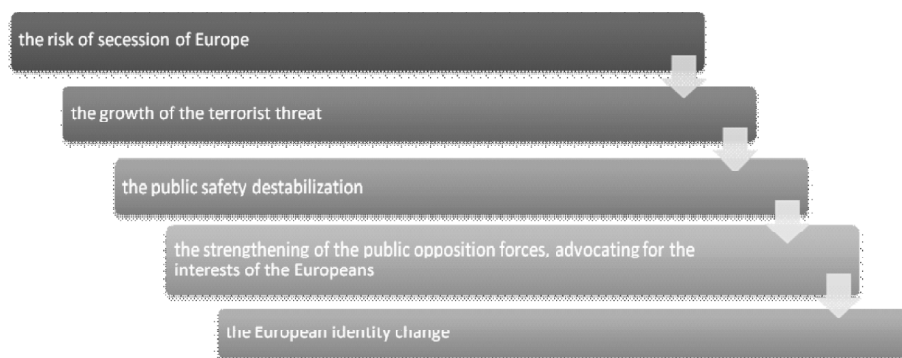 the risk of secession of Europe
the growth of the terrorist threat
the public safety destabilization
the strengthening of the public opposition forces, advocating for the
interests of the Europeans
the European identity change